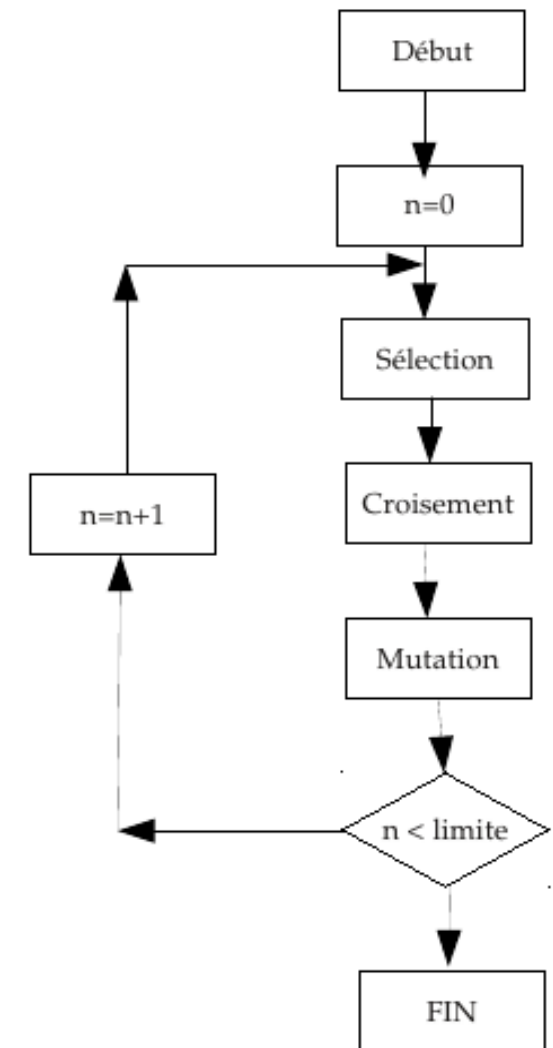 Début
n=0
Sélection
Croisement
n=n+1
Mutation
n < limite
FIN